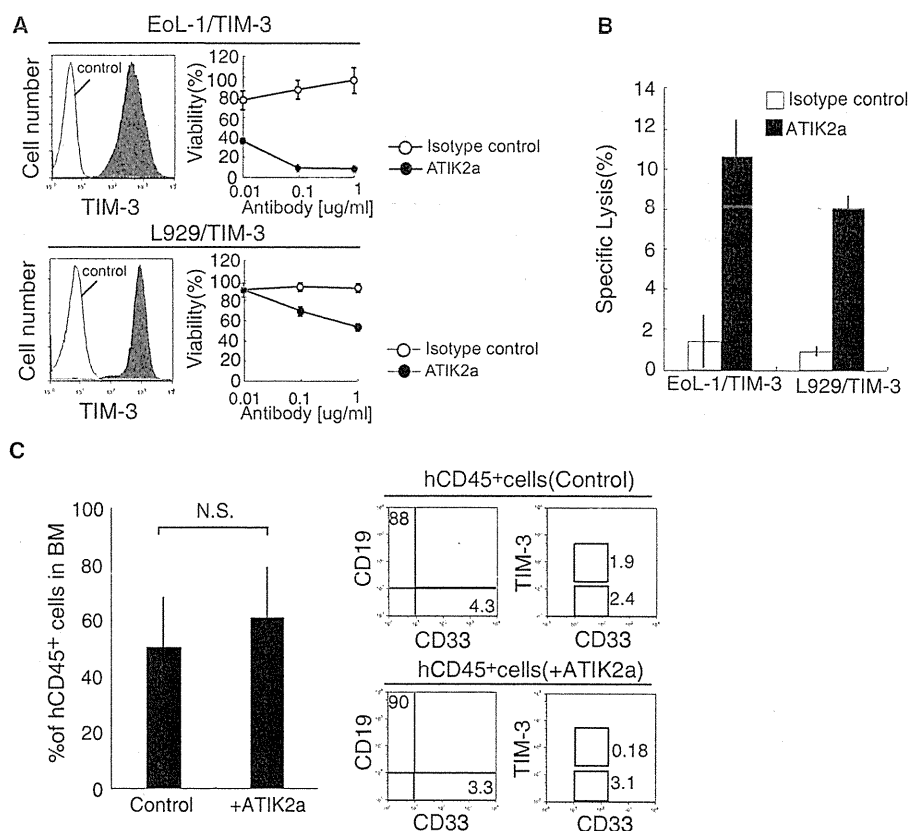 A
EoL-1/TIM-3
Cell number
control
TIM-3
Viability(%)
120
100
80
60
40
20
0
0.01 0.1 1
Antibody [ug/ml]
Isotype control
ATIK2a
L929/TIM-3
Cell number
control
TIM-3
Viability(%)
120
100
80
60
40
20
0
0.01 0.1 1
Antibody [ug/ml]
Isotype control
ATIK2a
B
Specific Lysis(%)
14
12
10
8
6
4
2
0
Isotype control
ATIK2a
EoL-1/TIM-3 L929/TIM-3
C
%of hCD45+ cells in BM
100
80
60
40
20
0
N.S.
Control +ATIK2a
hCD45+cells(Control)
CD19
88
4.3
CD33
TIM-3
1.9
2.4
CD33
hCD45+cells(+ATIK2a)
CD19
90
3.3
CD33
TIM-3
0.18
3.1
CD33